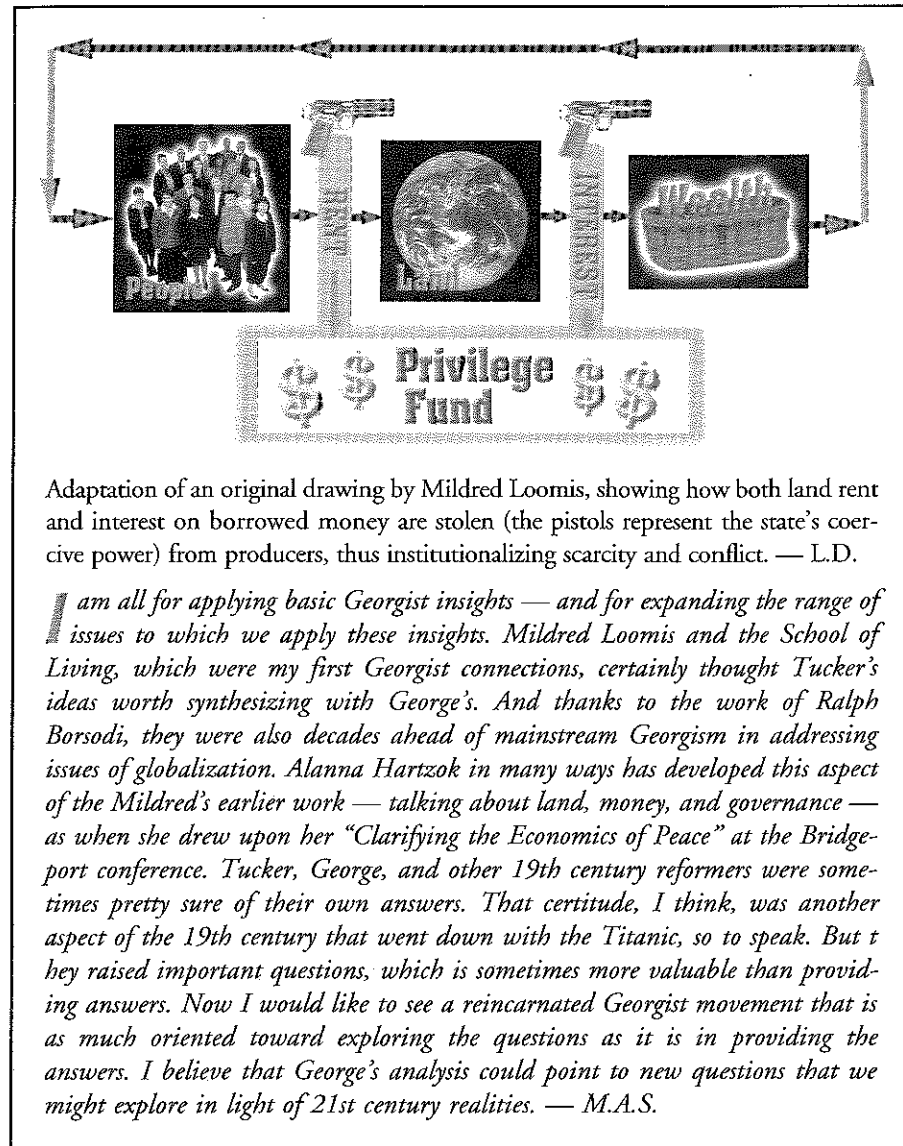 RENT
INTEREST
Wealth
People
Land
$ $ Privilege $ $
Fund
Adaptation of an original drawing by Mildred Loomis, showing how both land rent
and interest on borrowed money are stolen (the pistols represent the state's coer-
cive power) from producers, thus institutionalizing scarcity and conflict. — L.D.
I am all for applying basic Georgist insights — and for expanding the range of
issues to which we apply these insights. Mildred Loomis and the School of
Living, which were my first Georgist connections, certainly thought Tucker's
ideas worth synthesizing with George's. And thanks to the work of Ralph
Borsodi, they were also decades ahead of mainstream Georgism in addressing
issues of globalization. Alanna Hartzok in many ways has developed this aspect
of the Mildred's earlier work — talking about land, money, and governance —
as when she drew upon her "Clarifying the Economics of Peace" at the Bridge-
port conference. Tucker, George, and other 19th century reformers were some-
times pretty sure of their own answers. That certitude, I think, was another
aspect of the 19th century that went down with the Titanic, so to speak. But t
hey raised important questions, which is sometimes more valuable than provid-
ing answers. Now I would like to see a reincarnated Georgist movement that is
as much oriented toward exploring the questions as it is in providing the
answers. I believe that George's analysis could point to new questions that we
might explore in light of 21st century realities. — M.A.S.